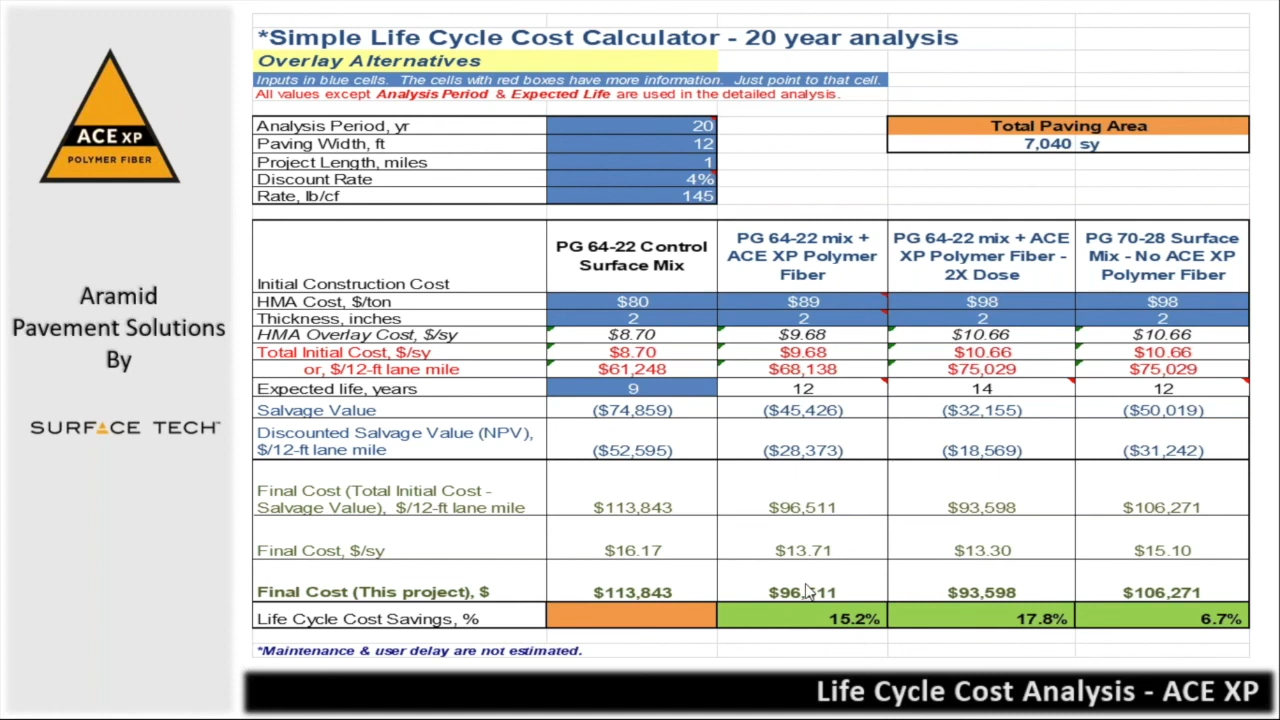 ACE XP
POLYMER FIBER
Aramid
Pavement Solutions
By
SURFACE TECH
*Simple Life Cycle Cost Calculator - 20 year analysis
Overlay Alternatives
Inputs in blue cells. The cells with red boxes have more information. Just point to that cell.
All values except Analysis Period & Expected Life are used in the detailed analysis.
Analysis Period, yr 20
Paving Width, ft 12
Project Length, miles 1
Discount Rate 4%
Rate, lb/cf 145
Total Paving Area
7,040 sy
Initial Construction Cost
PG 64-22 Control
Surface Mix
PG 64-22 mix +
ACE XP Polymer
Fiber
PG 64-22 mix + ACE
XP Polymer Fiber -
2X Dose
PG 70-28 Surface
Mix - No ACE XP
Polymer Fiber
HMA Cost, $/ton $80 $89 $98 $98
Thickness, inches 2 2 2 2
HMA Overlay Cost, $/sy $8.70 $9.68 $10.66 $10.66
Total Initial Cost, $/sy $8.70 $9.68 $10.66 $10.66
or, $/12-ft lane mile $61,248 $68,138 $75,029 $75,029
Expected life, years 9 12 14 12
Salvage Value ($74,859) ($45,426) ($32,155) ($50,019)
Discounted Salvage Value (NPV),
$/12-ft lane mile ($52,595) ($28,373) ($18,569) ($31,242)
Final Cost (Total Initial Cost -
Salvage Value), $/12-ft lane mile $113,843 $96,511 $93,598 $106,271
Final Cost, $/sy $16.17 $13.71 $13.30 $15.10
Final Cost (This project), $ $113,843 $96,511 $93,598 $106,271
Life Cycle Cost Savings, % 15.2% 17.8% 6.7%
*Maintenance & user delay are not estimated.
Life Cycle Cost Analysis - ACE XP